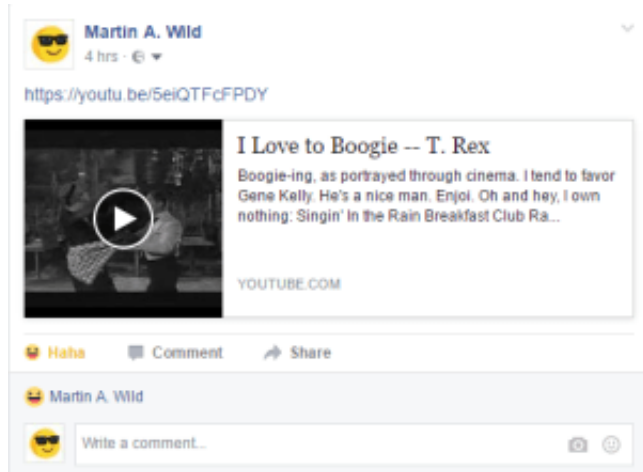 Martin A. Wild
4 hrs ·
https://youtu.be/5eiQTFcFPDY
I Love to Boogie -- T. Rex
Boogie-ing, as portrayed through cinema. I tend to favor
Gene Kelly. He's a nice man. Enjoi. Oh and hey, I own
nothing: Singin' In the Rain Breakfast Club Ra...
YOUTUBE.COM
Haha Comment Share
Martin A. Wild
Write a comment...